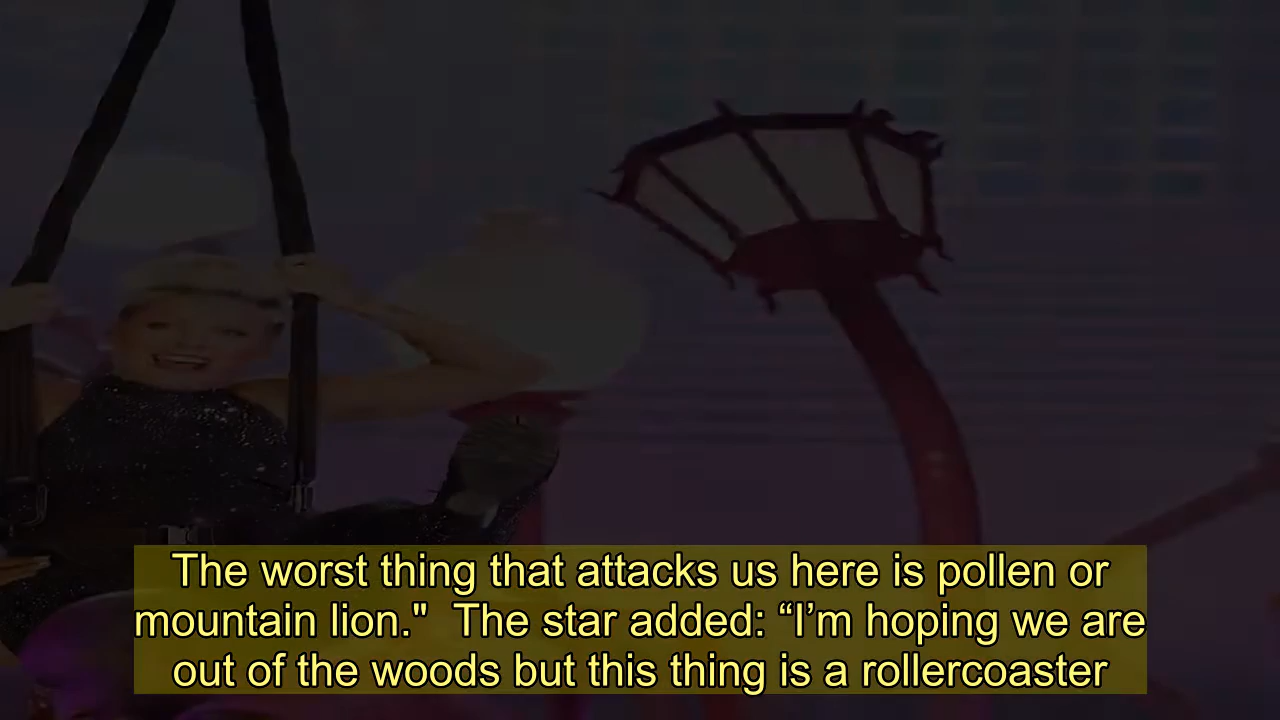 The worst thing that attacks us here is pollen or
mountain lion."  The star added: “I’m hoping we are
out of the woods but this thing is a rollercoaster